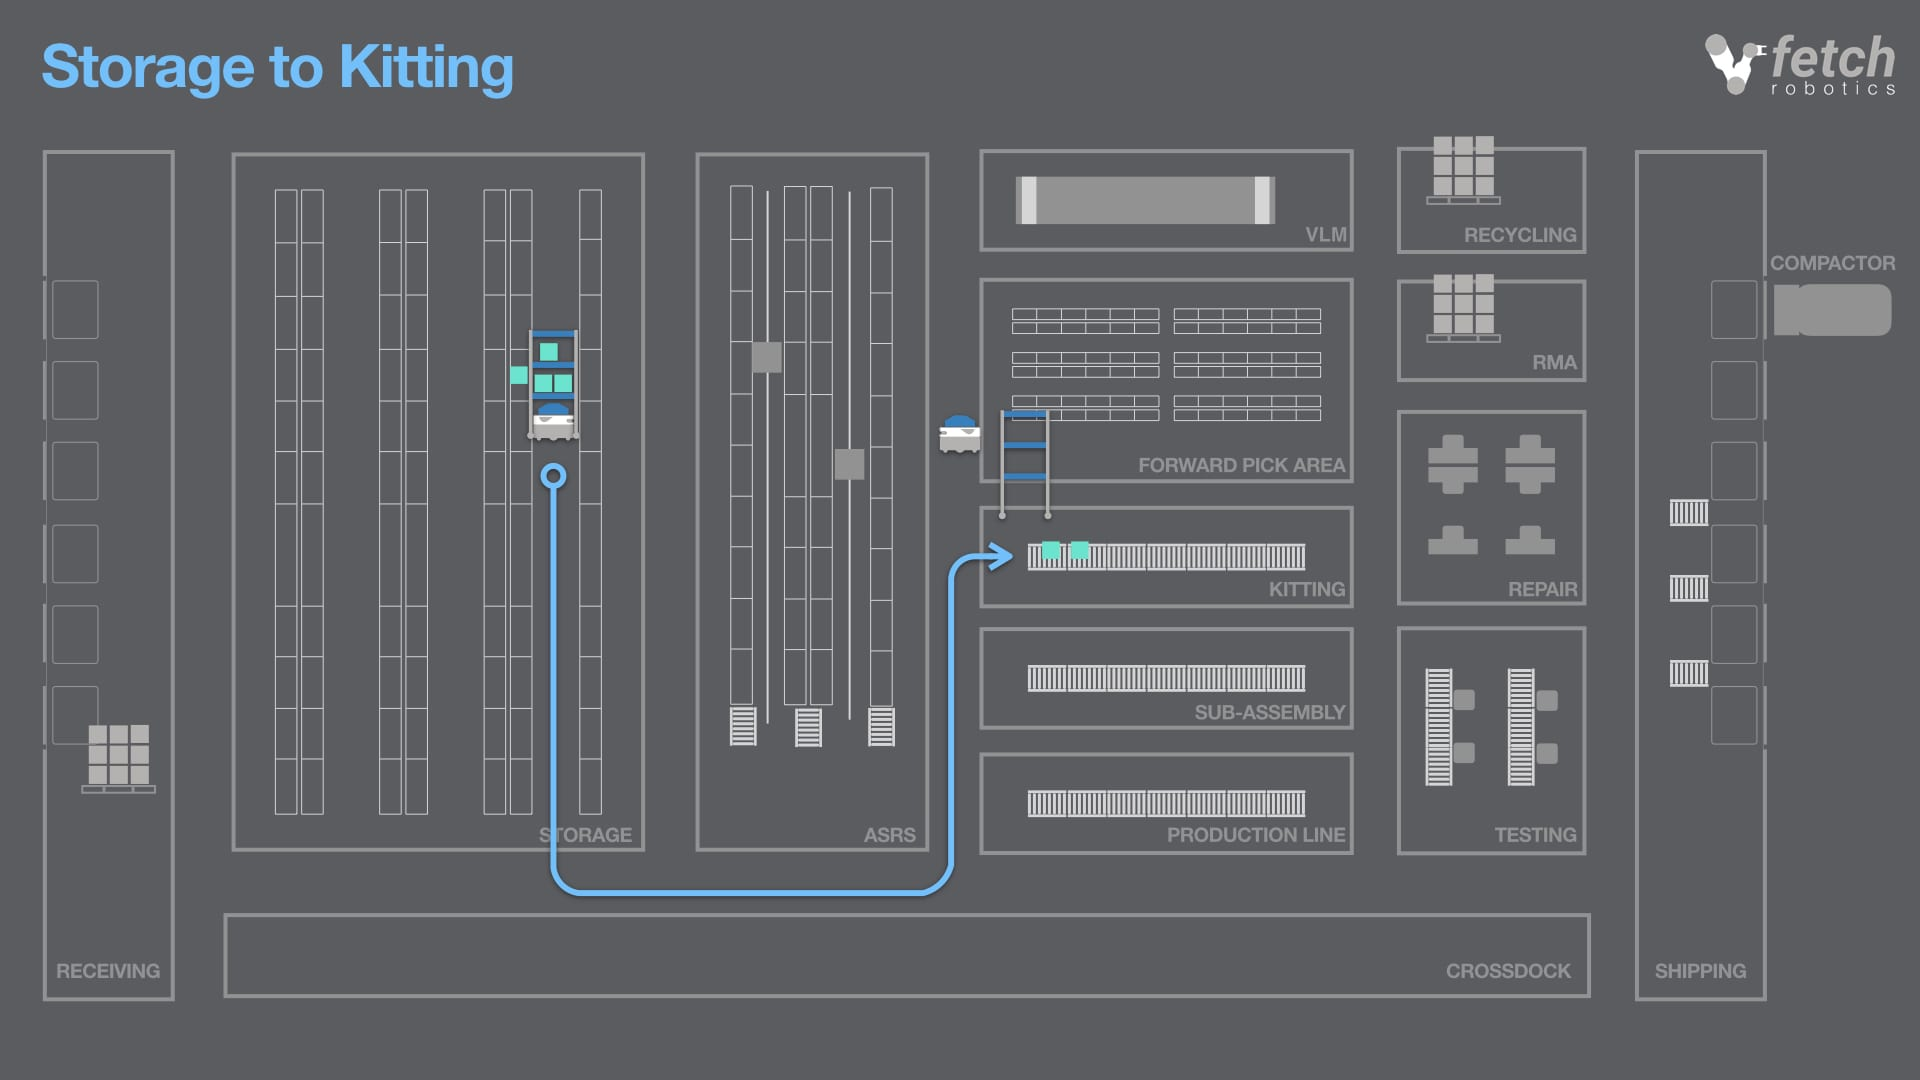 Storage to Kitting
fetch
robotics
VLM
RECYCLING
COMPACTOR
RMA
FORWARD PICK AREA
KITTING
REPAIR
SUB-ASSEMBLY
STORAGE
ASRS
PRODUCTION LINE
TESTING
RECEIVING
CROSSDOCK
SHIPPING